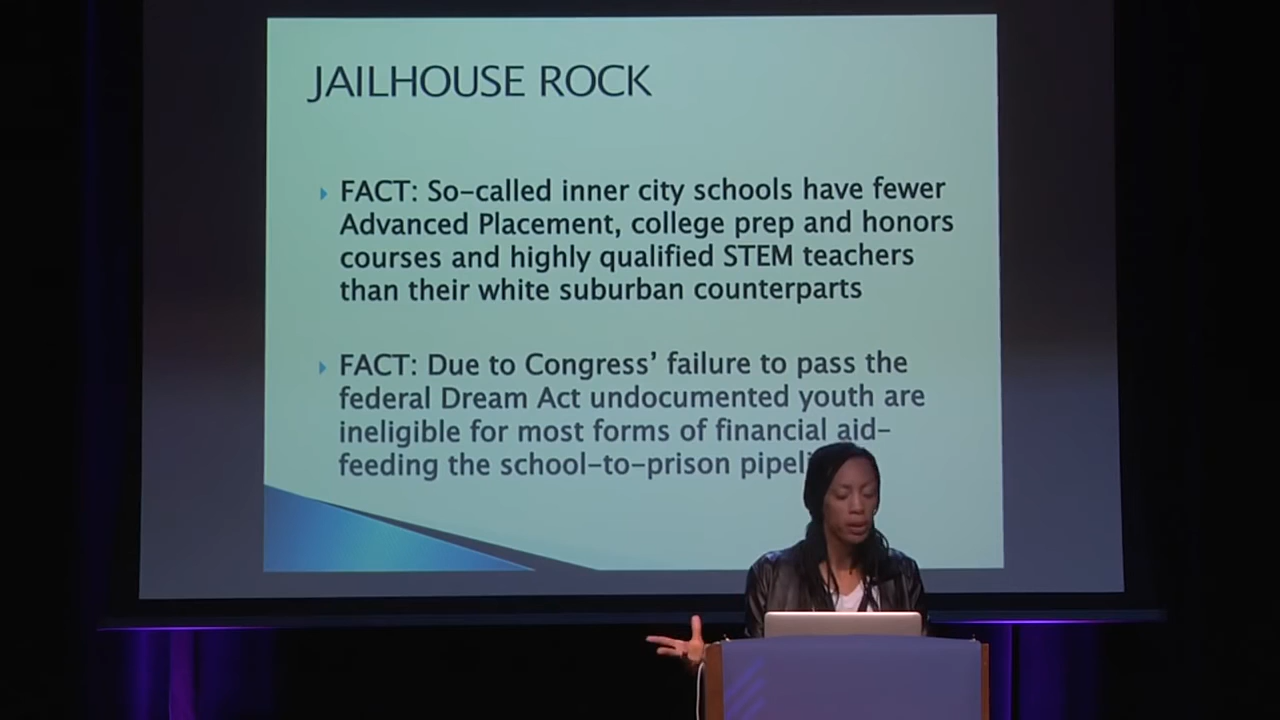 JAILHOUSE ROCK
FACT: So-called inner city schools have fewer
Advanced Placement, college prep and honors
courses and highly qualified STEM teachers
than their white suburban counterparts
FACT: Due to Congress' failure to pass the
federal Dream Act undocumented youth are
ineligible for most forms of financial aid-
feeding the school-to-prison